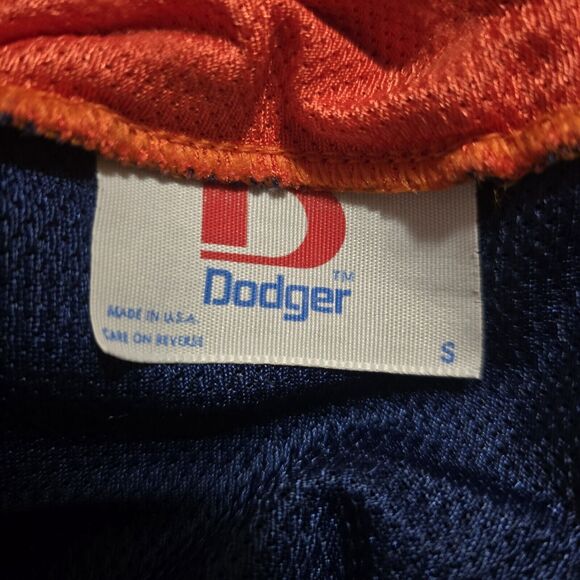 D
Dodger™
MADE IN U.S.A.
CARE ON REVERSE
S